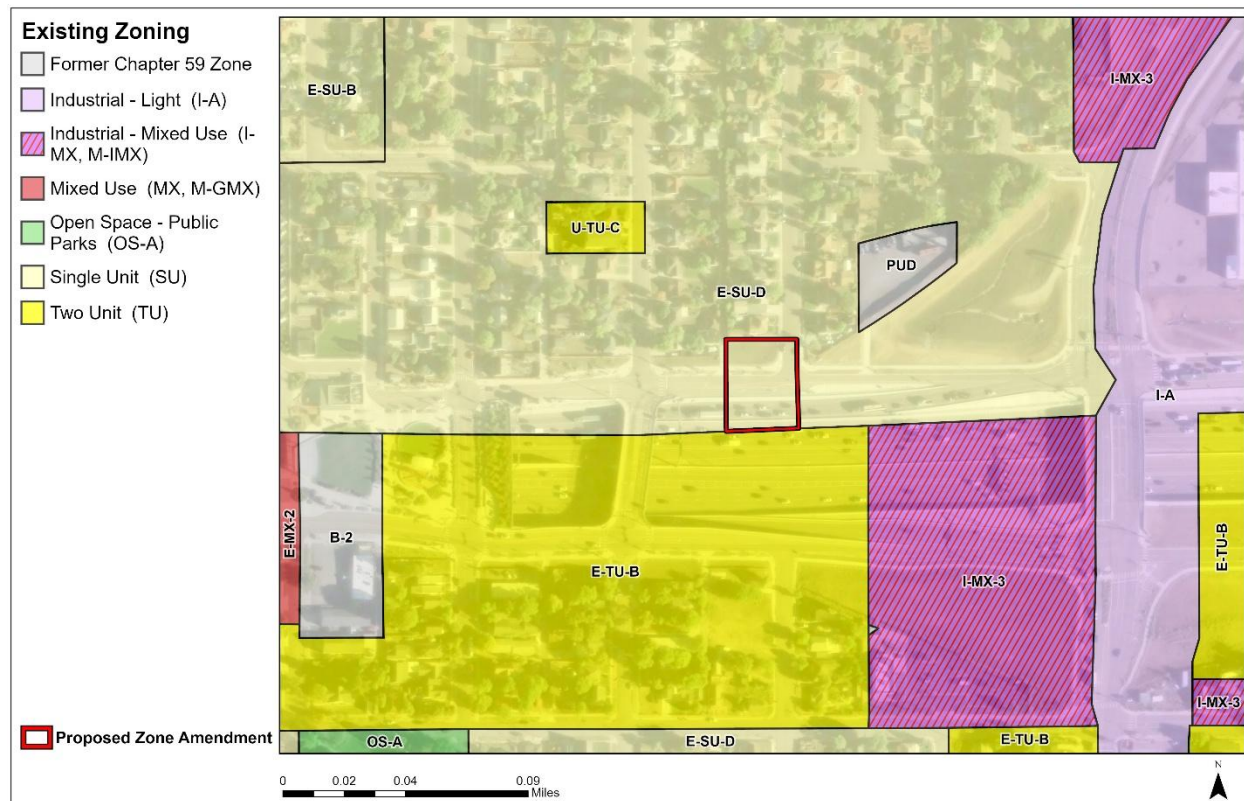 Existing Zoning
Former Chapter 59 Zone
Industrial - Light (I-A)
Industrial - Mixed Use (I-
MX, M-IMX)
Mixed Use (MX, M-GMX)
Open Space - Public
Parks (OS-A)
Single Unit (SU)
Two Unit (TU)
Proposed Zone Amendment
I-MX-3
E-SU-B
U-TU-C
PUD
E-SU-D
I-A
E-MX-2
B-2
E-TU-B
I-MX-3
E-TU-B
I-MX-3
OS-A
E-SU-D
E-TU-B
0 0.02 0.04 0.09
Miles
N